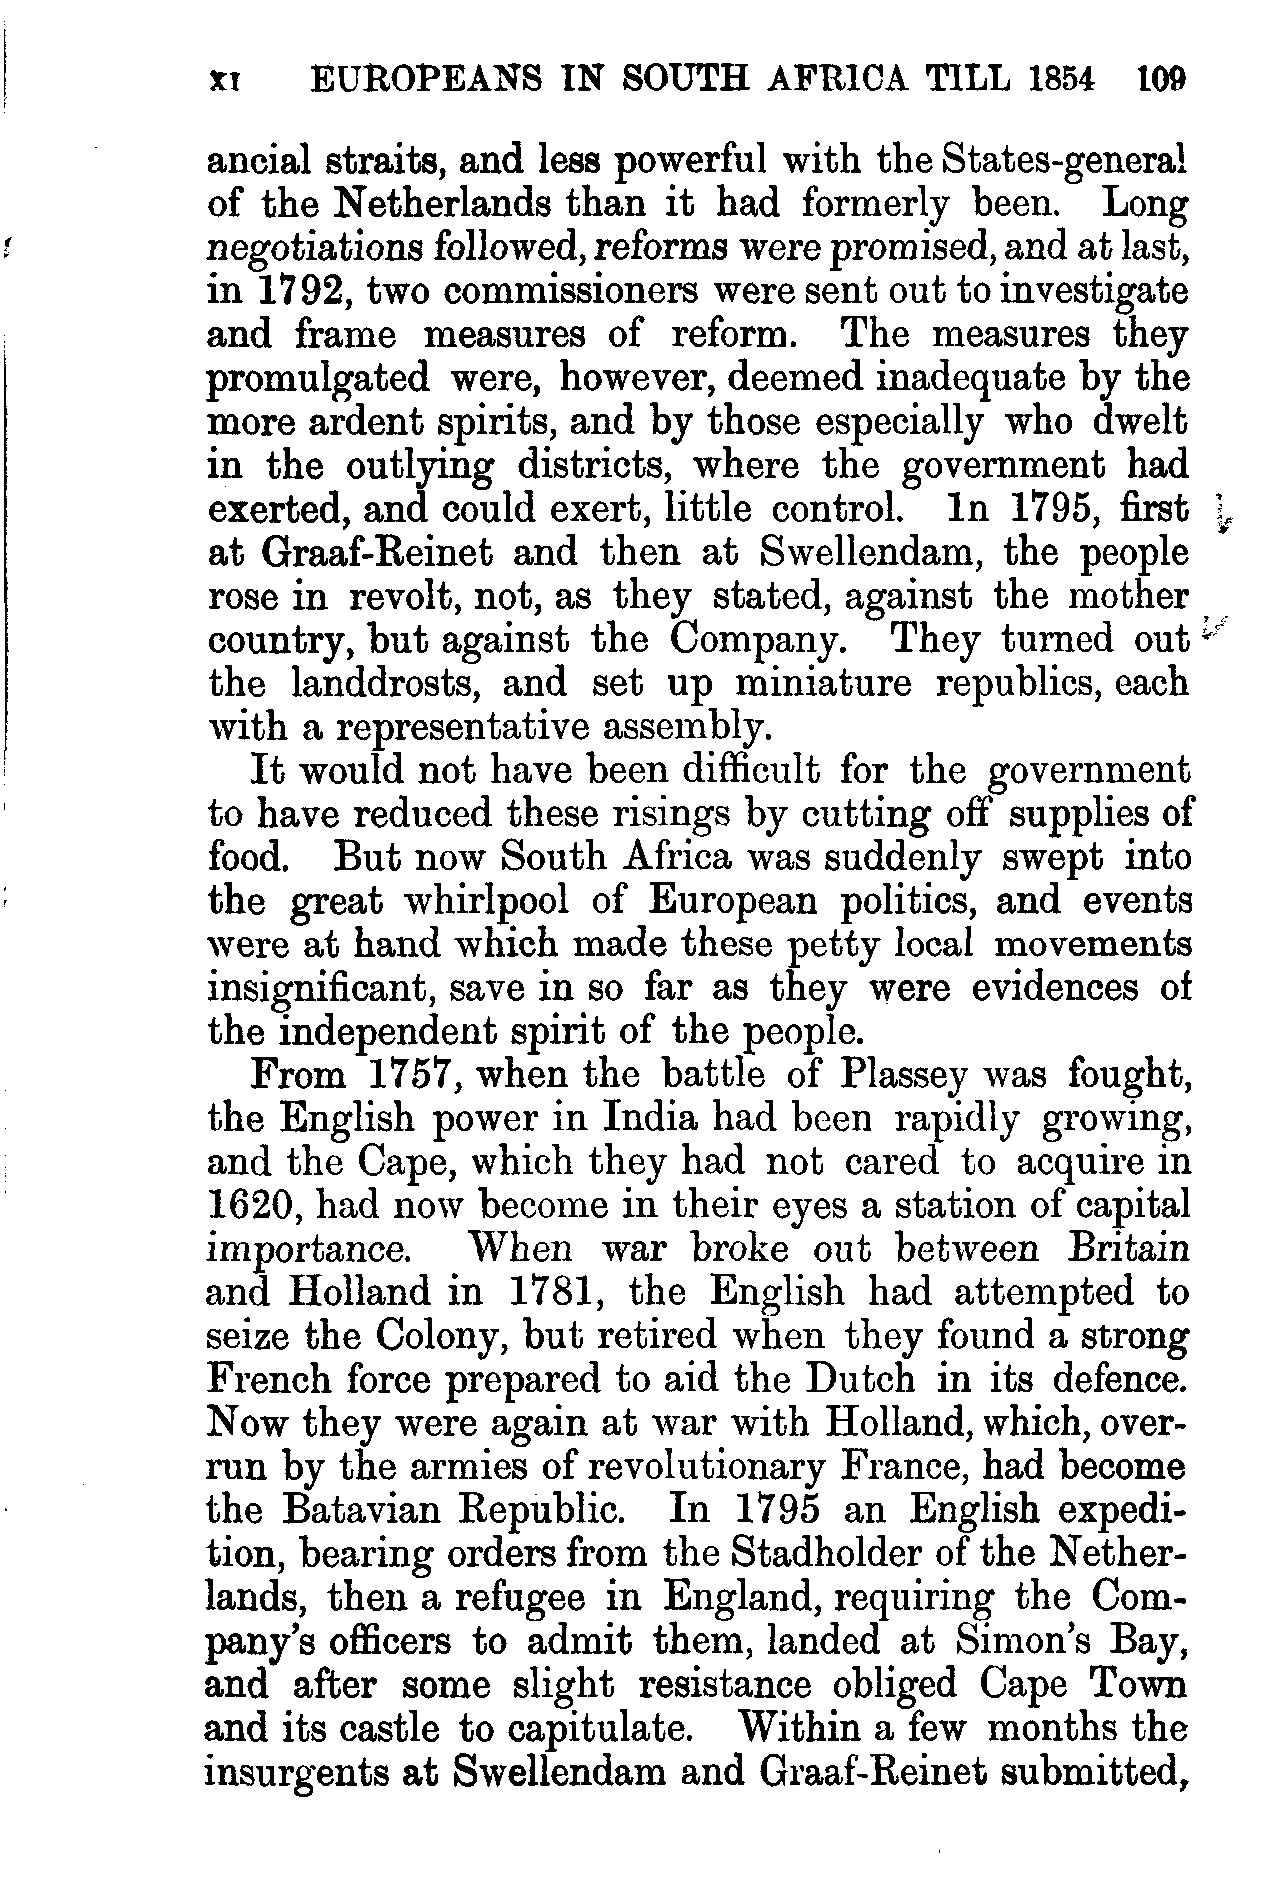 XI EUROPEANS IN SOUTH AFRICA TILL 1854 109
ancial straits, and less powerful with the States-general
of the Netherlands than it had formerly been. Long
negotiations followed, reforms were promised, and at last,
in 1792, two commissioners were sent out to investigate
and frame measures of reform. The measures they
promulgated were, however, deemed inadequate by the
more ardent spirits, and by those especially who dwelt
in the outlying districts, where the government had
exerted, and could exert, little control. In 1795, first
at Graaf-Reinet and then at Swellendam, the people
rose in revolt, not, as they stated, against the mother
country, but against the Company. They turned out
the landdrosts, and set up miniature republics, each
with a representative assembly.
It would not have been difficult for the government
to have reduced these risings by cutting off supplies of
food. But now South Africa was suddenly swept into
the great whirlpool of European politics, and events
were at hand which made these petty local movements
insignificant, save in so far as they were evidences of
the independent spirit of the people.
From 1757, when the battle of Plassey was fought,
the English power in India had been rapidly growing,
and the Cape, which they had not cared to acquire in
1620, had now become in their eyes a station of capital
importance. When war broke out between Britain
and Holland in 1781, the English had attempted to
seize the Colony, but retired when they found a strong
French force prepared to aid the Dutch in its defence.
Now they were again at war with Holland, which, over-
run by the armies of revolutionary France, had become
the Batavian Republic. In 1795 an English expedi-
tion, bearing orders from the Stadholder of the Nether-
lands, then a refugee in England, requiring the Com-
pany's officers to admit them, landed at Simon's Bay,
and after some slight resistance obliged Cape Town
and its castle to capitulate. Within a few months the
insurgents at Swellendam and Graaf-Reinet submitted,